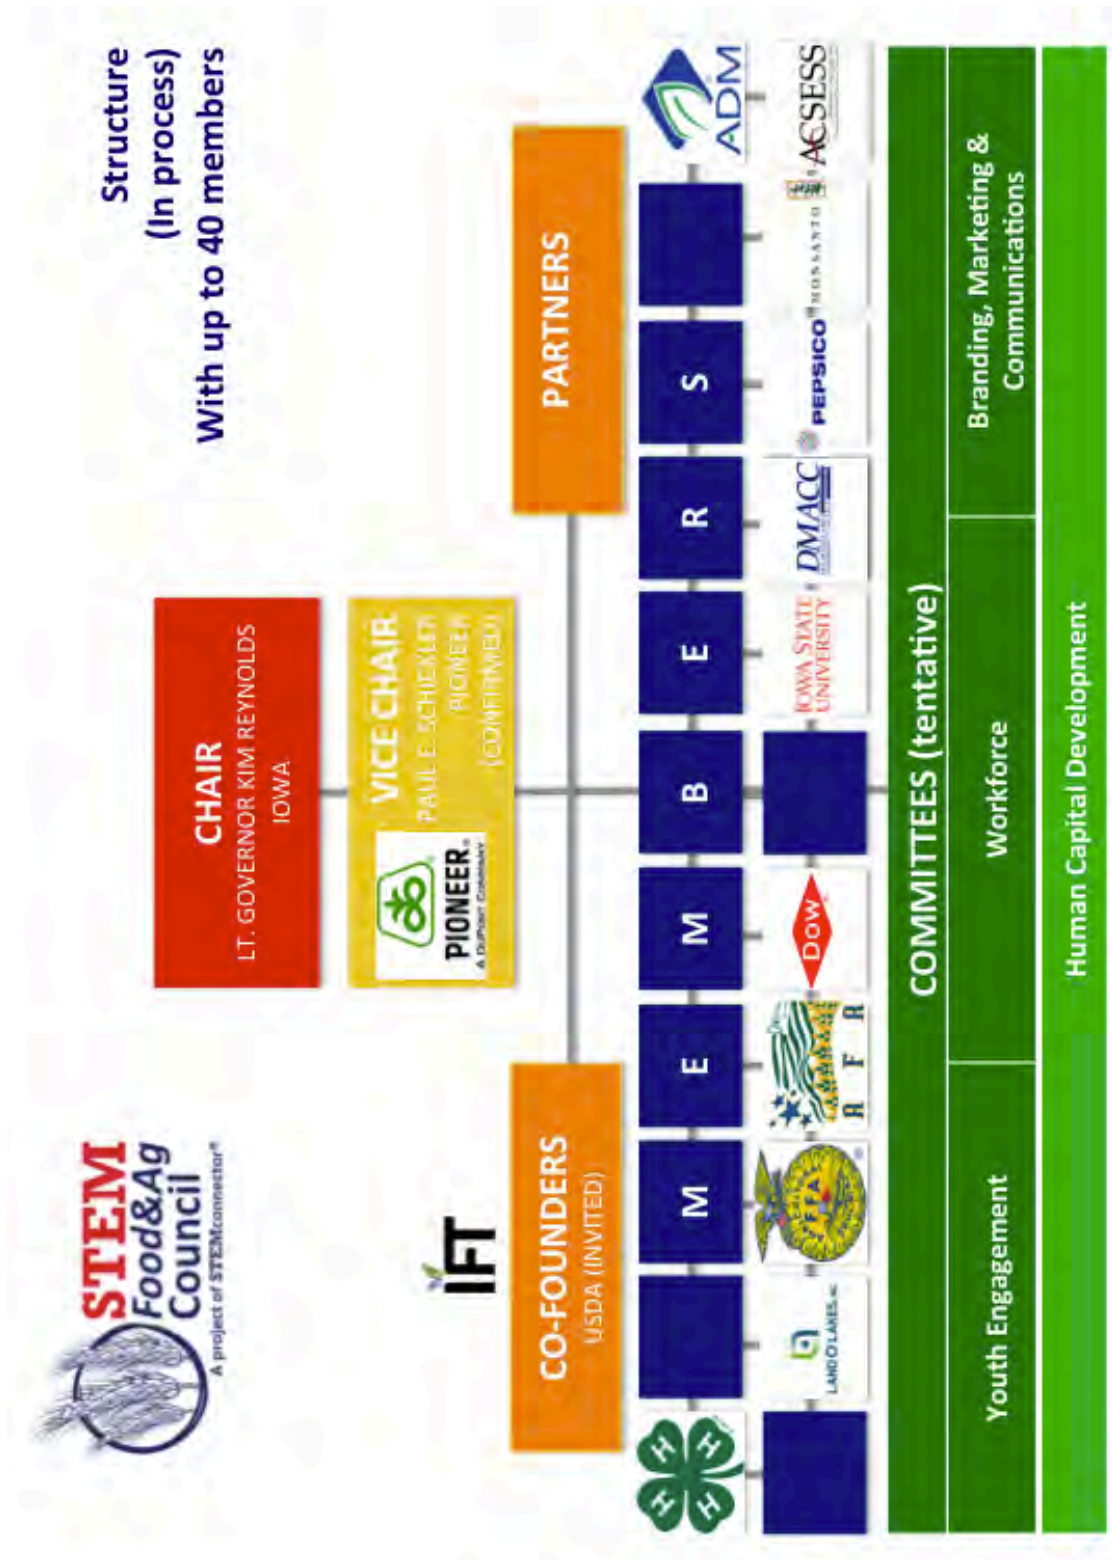 STEM
Food&Ag
Council
A project of STEMconnector®
Structure
(In process)
With up to 40 members
CHAIR
LT. GOVERNOR KIM REYNOLDS
IOWA
PIONEER®
A DUPONT COMPANY
VICE CHAIR
PAUL E. SCHICKLER
PIONEER
(CONFIRMED)
IFT
CO-FOUNDERS
USDA (INVITED)
PARTNERS
H H H H
M E M B E R S
ADM
LAND O'LAKES, INC.
FFA
AFR
DOW
IOWA STATE
UNIVERSITY
DMACC
PEPSICO
MONSANTO
ACSESS
COMMITTEES (tentative)
Youth Engagement
Workforce
Branding, Marketing &
Communications
Human Capital Development